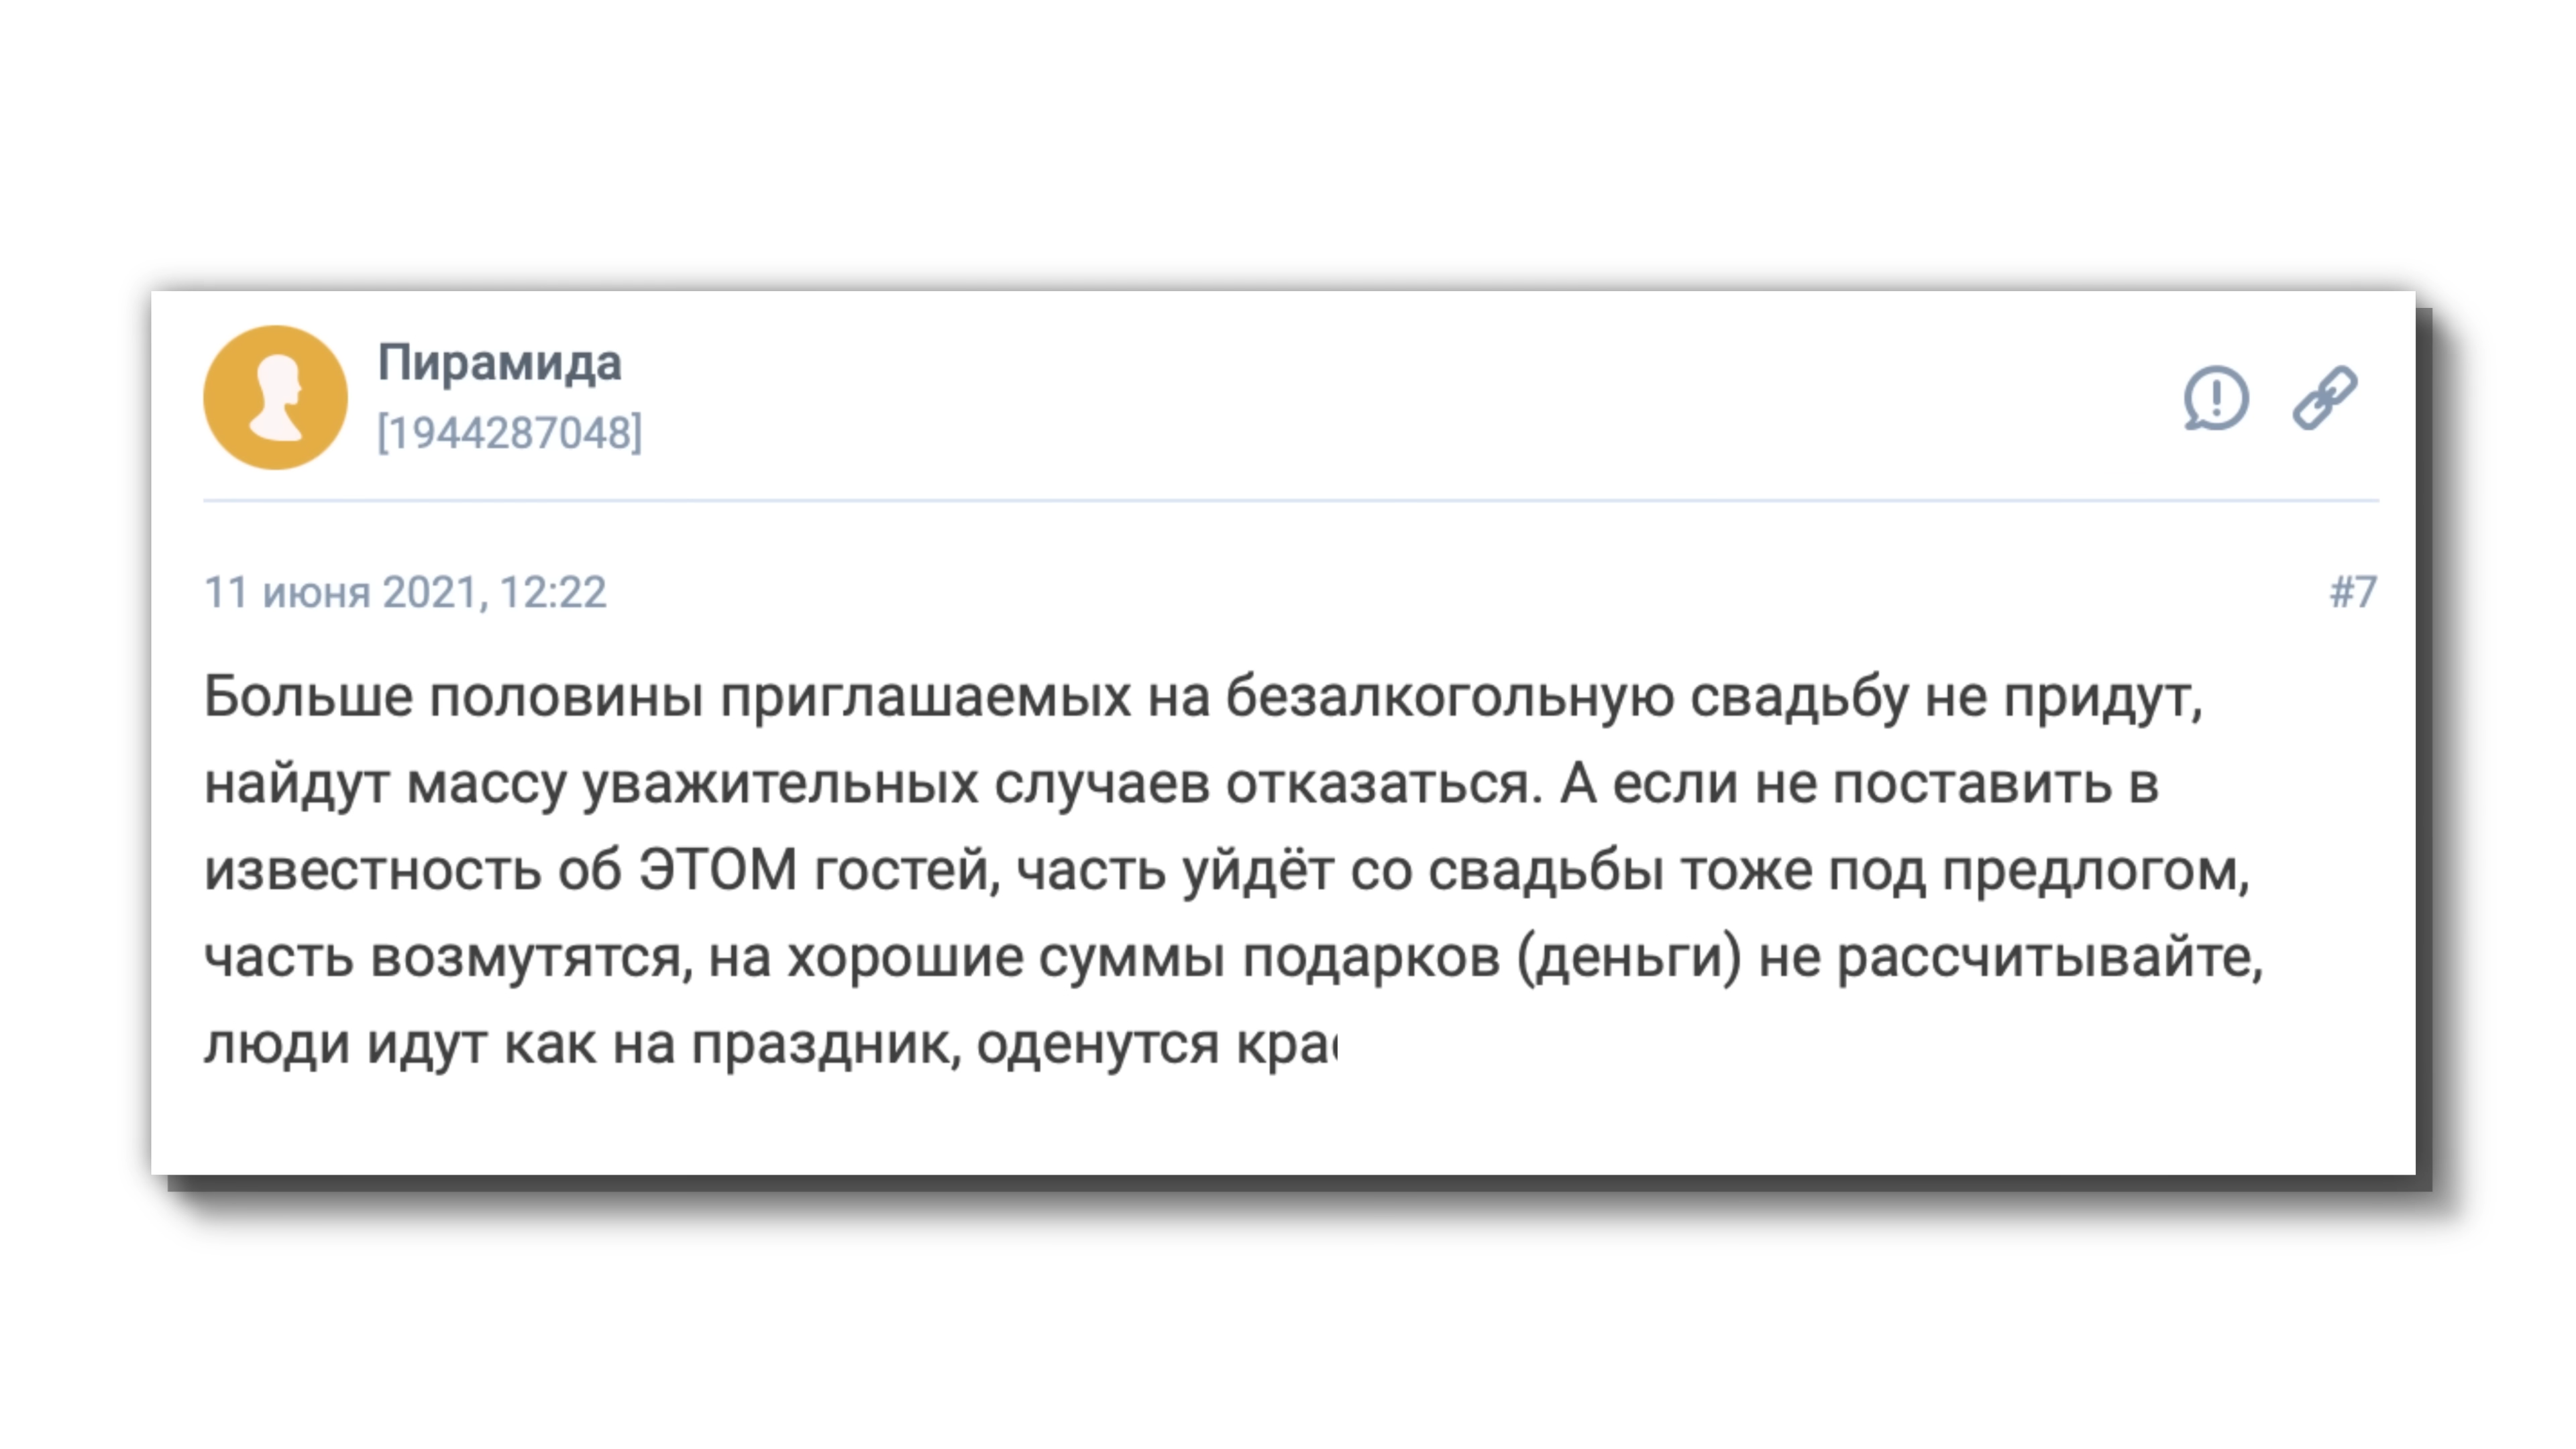 Пирамида
[1944287048]
11 июня 2021, 12:22
#7
Больше половины приглашаемых на безалкогольную свадьбу не придут,
найдут массу уважительных случаев отказаться. А если не поставить в
известность об ЭТОМ гостей, часть уйдёт со свадьбы тоже под предлогом,
часть возмутятся, на хорошие суммы подарков (деньги) не рассчитывайте,
люди идут как на праздник, оденутся